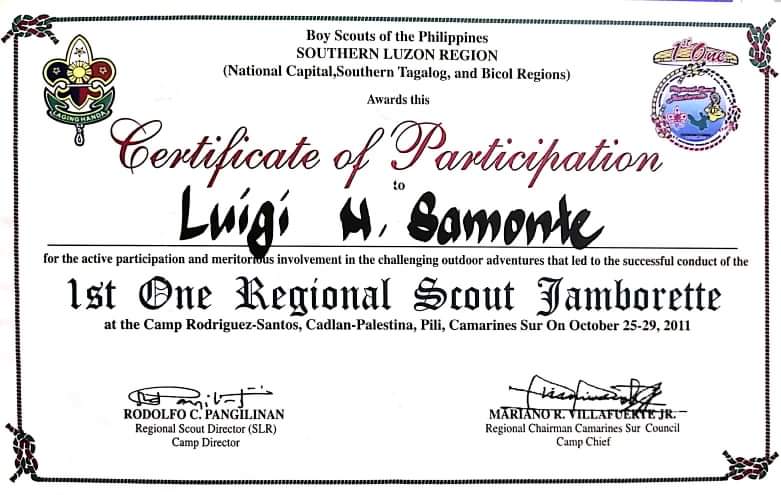 Boy Scouts of the Philippines
SOUTHERN LUZON REGION
(National Capital,Southern Tagalog, and Bicol Regions)
Awards this
LAGING HANDA
1st One
Certificate of Participation
to
Luigi H. Samonte
for the active participation and meritorious involvement in the challenging outdoor adventures that led to the successful conduct of the
1st One Regional Scout Jamborette
at the Camp Rodriguez-Santos, Cadlan-Palestina, Pili, Camarines Sur On October 25-29, 2011
RODOLFO C. PANGILINAN
Regional Scout Director (SLR)
Camp Director
MARIANO R. VILLAFUERTE JR.
Regional Chairman Camarines Sur Council
Camp Chief